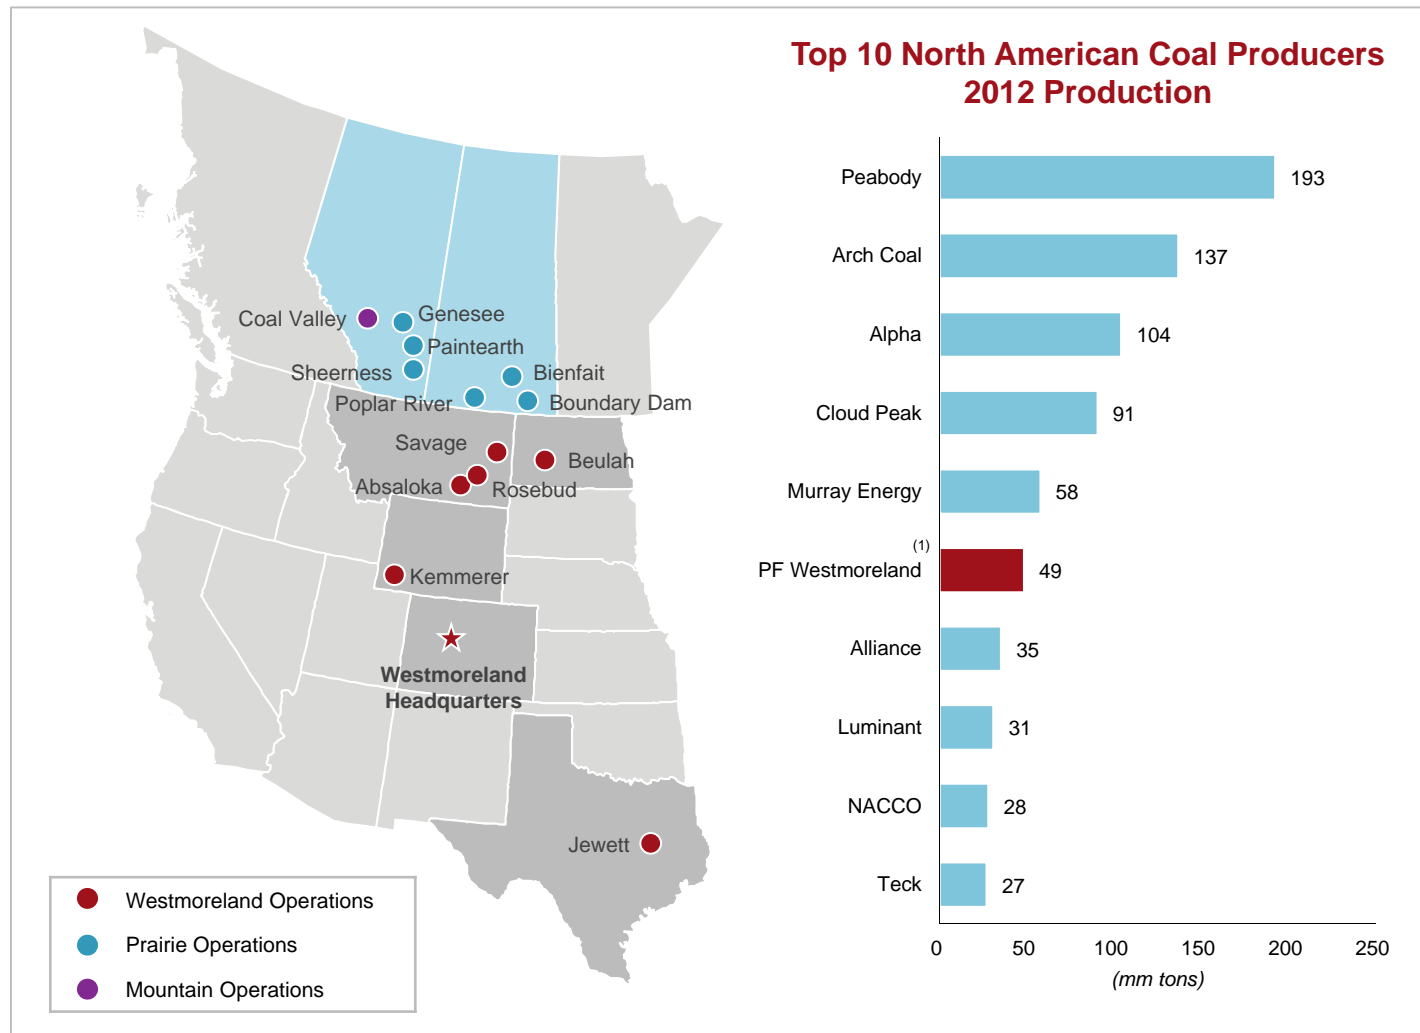 Top 10 North American Coal Producers
2012 Production
Coal Valley
Genesee
Paintearth
Sheerness
Bienfait
Poplar River
Boundary Dam
Savage
Beulah
Absaloka
Rosebud
Kemmerer
Westmoreland
Headquarters
Jewett
Westmoreland Operations
Prairie Operations
Mountain Operations
Peabody 193
Arch Coal 137
Alpha 104
Cloud Peak 91
Murray Energy 58
(1)
PF Westmoreland 49
Alliance 35
Luminant 31
NACCO 28
Teck 27
0 50 100 150 200 250
(mm tons)